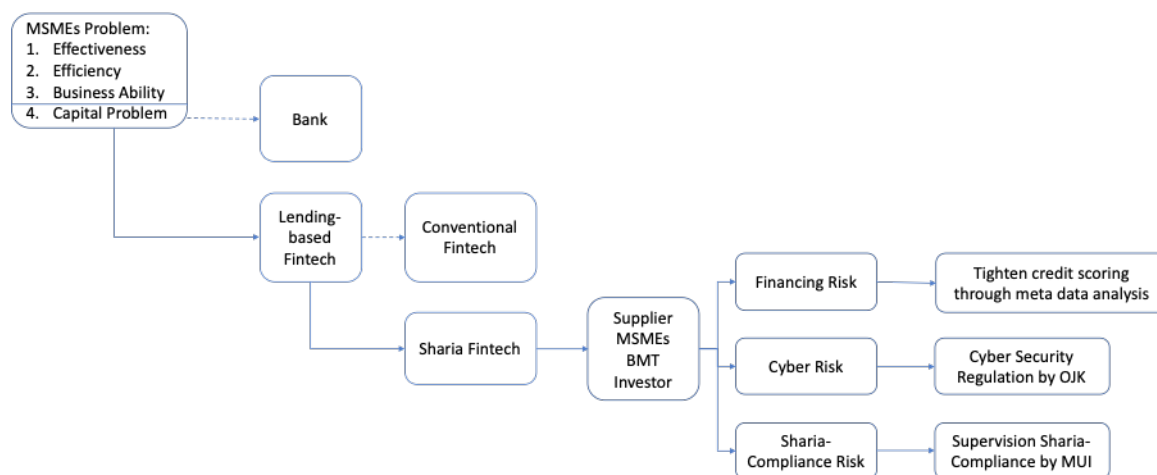 MSMEs Problem:
1. Effectiveness
2. Efficiency
3. Business Ability
4. Capital Problem
Bank
Lending-
based
Fintech
Conventional
Fintech
Sharia Fintech
Supplier
MSMEs
BMT
Investor
Financing Risk
Tighten credit scoring
through meta data analysis
Cyber Risk
Cyber Security
Regulation by OJK
Sharia-
Compliance Risk
Supervision Sharia-
Compliance by MUI